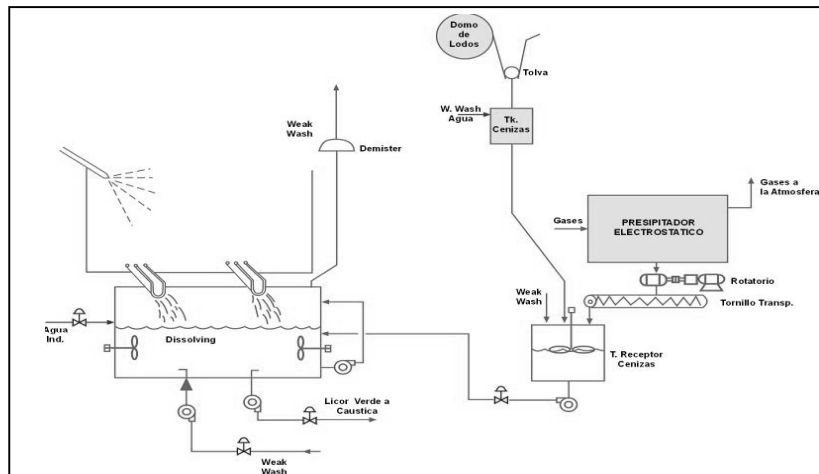 Domo
de
Lodos
Tolva
W. Wash
Agua
Tk.
Cenizas
Weak
Wash
Demister
Gases a
la Atmosfera
Gases
PRESIPITADOR
ELECTROSTATICO
Rotatorio
Tornillo Transp.
Weak
Wash
Agua
Ind.
Dissolving
T. Receptor
Cenizas
Licor Verde a
Caustica
Weak
Wash